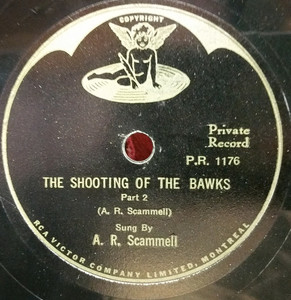 COPYRIGHT
Private
Record
P.R. 1176
THE SHOOTING OF THE BAWKS
Part 2
(A. R. Scammell)
Sung By
A. R. Scammell
RCA VICTOR COMPANY LIMITED, MONTREAL